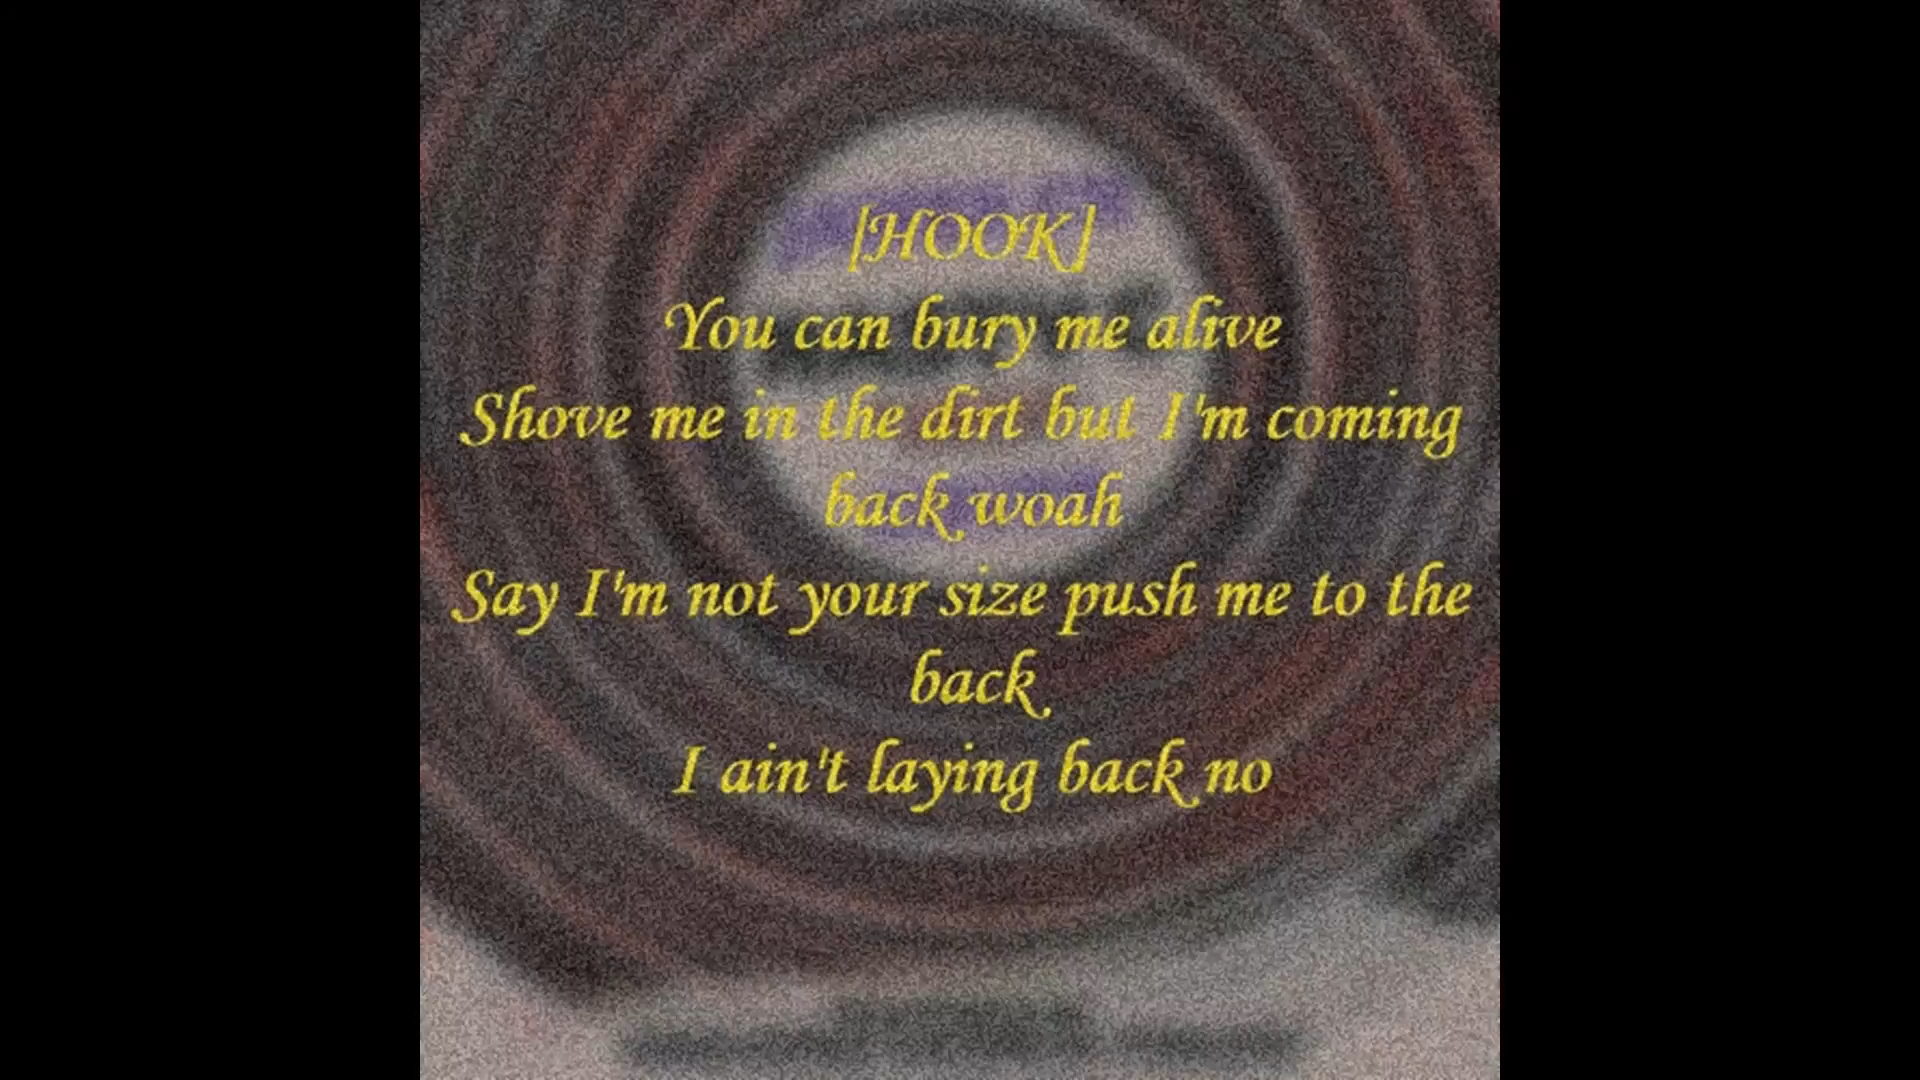 [HOOK]
You can bury me alive
Shove me in the dirt but I'm coming
back woah
Say I'm not your size push me to the
back
I ain't laying back no